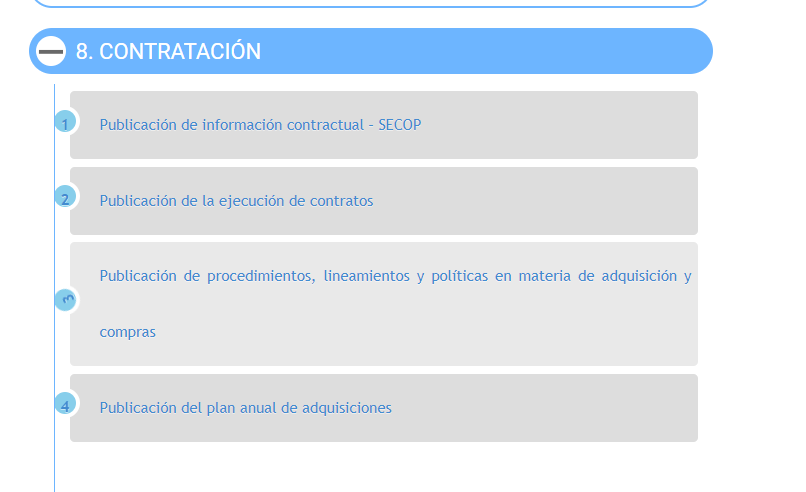 8. CONTRATACIÓN
1 Publicación de información contractual - SECOP
2 Publicación de la ejecución de contratos
3 Publicación de procedimientos, lineamientos y políticas en materia de adquisición y
compras
4 Publicación del plan anual de adquisiciones